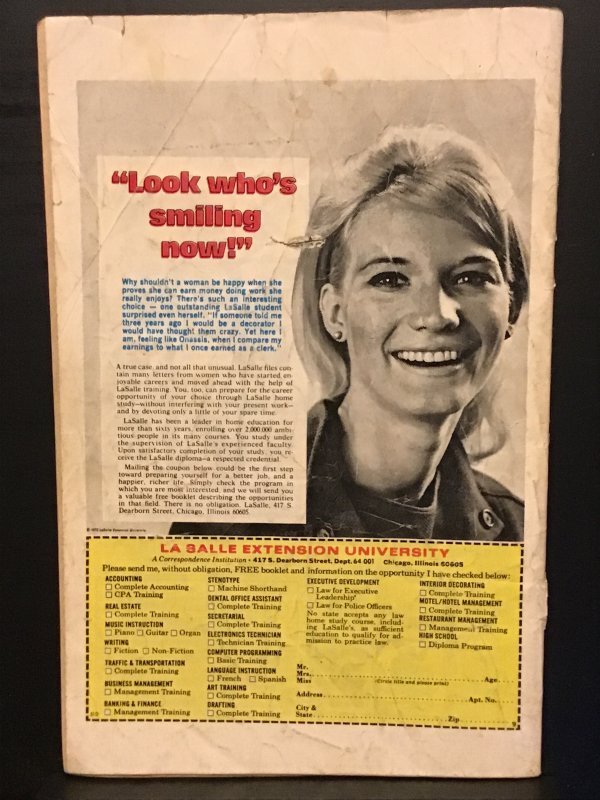 “Look who’s
smiling
now!”
Why shouldn’t a woman be happy when she
proves she can earn money doing work she
really enjoys? There’s such an interesting
choice — one outstanding LaSalle student
surprised even herself. “If someone told me
three years ago I would be a decorator I
would have thought them crazy. Yet here I
am, feeling like Onassis, when I compare my
earnings to what I once earned as a clerk.”
A true case, and not all that unusual. LaSalle files con-
tain many letters from women who have started en-
joyable careers and moved ahead with the help of
LaSalle training. You, too, can prepare for the career
opportunity of your choice through LaSalle home
study—without interfering with your present work—
and by devoting only a little of your spare time.
LaSalle has been a leader in home education for
more than sixty years, enrolling over 2,000,000 ambi-
tious people in its many courses. You study under
the supervision of LaSalle’s experienced faculty.
Upon satisfactory completion of your study, you re-
ceive the LaSalle diploma—a respected credential.
Mailing the coupon below could be the first step
toward preparing yourself for a better job, and a
happier, richer life. Simply check the program in
which you are most interested, and we will send you
a valuable free booklet describing the opportunities
in that field. There is no obligation. LaSalle, 417 S.
Dearborn Street, Chicago, Illinois 60605.
LA SALLE EXTENSION UNIVERSITY
A Correspondence Institution • 417 S. Dearborn Street, Dept. 64-001 Chicago, Illinois 60605
Please send me, without obligation, FREE booklet and information on the opportunity I have checked below:
ACCOUNTING
☐ Complete Accounting
☐ CPA Training
REAL ESTATE
☐ Complete Training
MUSIC INSTRUCTION
☐ Piano ☐ Guitar ☐ Organ
WRITING
☐ Fiction ☐ Non-Fiction
TRAFFIC & TRANSPORTATION
☐ Complete Training
BUSINESS MANAGEMENT
☐ Management Training
BANKING & FINANCE
☐ Management Training
STENOTYPE
☐ Machine Shorthand
DENTAL OFFICE ASSISTANT
☐ Complete Training
SECRETARIAL
☐ Complete Training
ELECTRONICS TECHNICIAN
☐ Technician Training
COMPUTER PROGRAMMING
☐ Basic Training
LANGUAGE INSTRUCTION
☐ French ☐ Spanish
ART TRAINING
☐ Complete Training
DRAFTING
☐ Complete Training
EXECUTIVE DEVELOPMENT
☐ Law for Executive
Leadership*
☐ Law for Police Officers
No state accepts any law
home study course, includ-
ing LaSalle’s, as sufficient
education to qualify for ad-
mission to practice law.
INTERIOR DECORATING
☐ Complete Training
MOTEL/HOTEL MANAGEMENT
☐ Complete Training
RESTAURANT MANAGEMENT
☐ Management Training
HIGH SCHOOL
☐ Diploma Program
Mr.
Mrs.
Miss
(Circle title and please print)
Age
Address
Apt. No.
City &
State
Zip